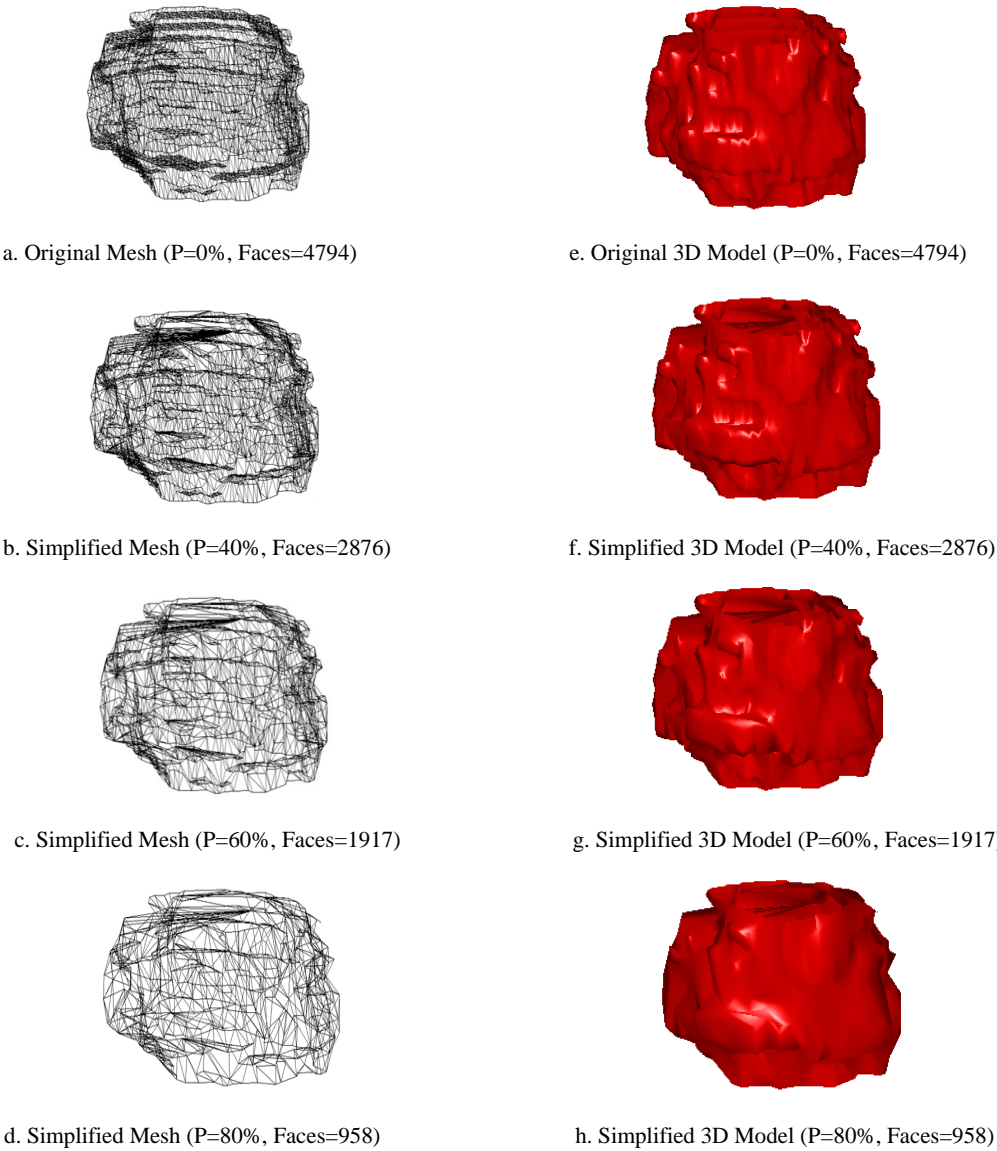 a. Original Mesh (P=0%, Faces=4794)
e. Original 3D Model (P=0%, Faces=4794)
b. Simplified Mesh (P=40%, Faces=2876)
f. Simplified 3D Model (P=40%, Faces=2876)
c. Simplified Mesh (P=60%, Faces=1917)
g. Simplified 3D Model (P=60%, Faces=1917)
d. Simplified Mesh (P=80%, Faces=958)
h. Simplified 3D Model (P=80%, Faces=958)